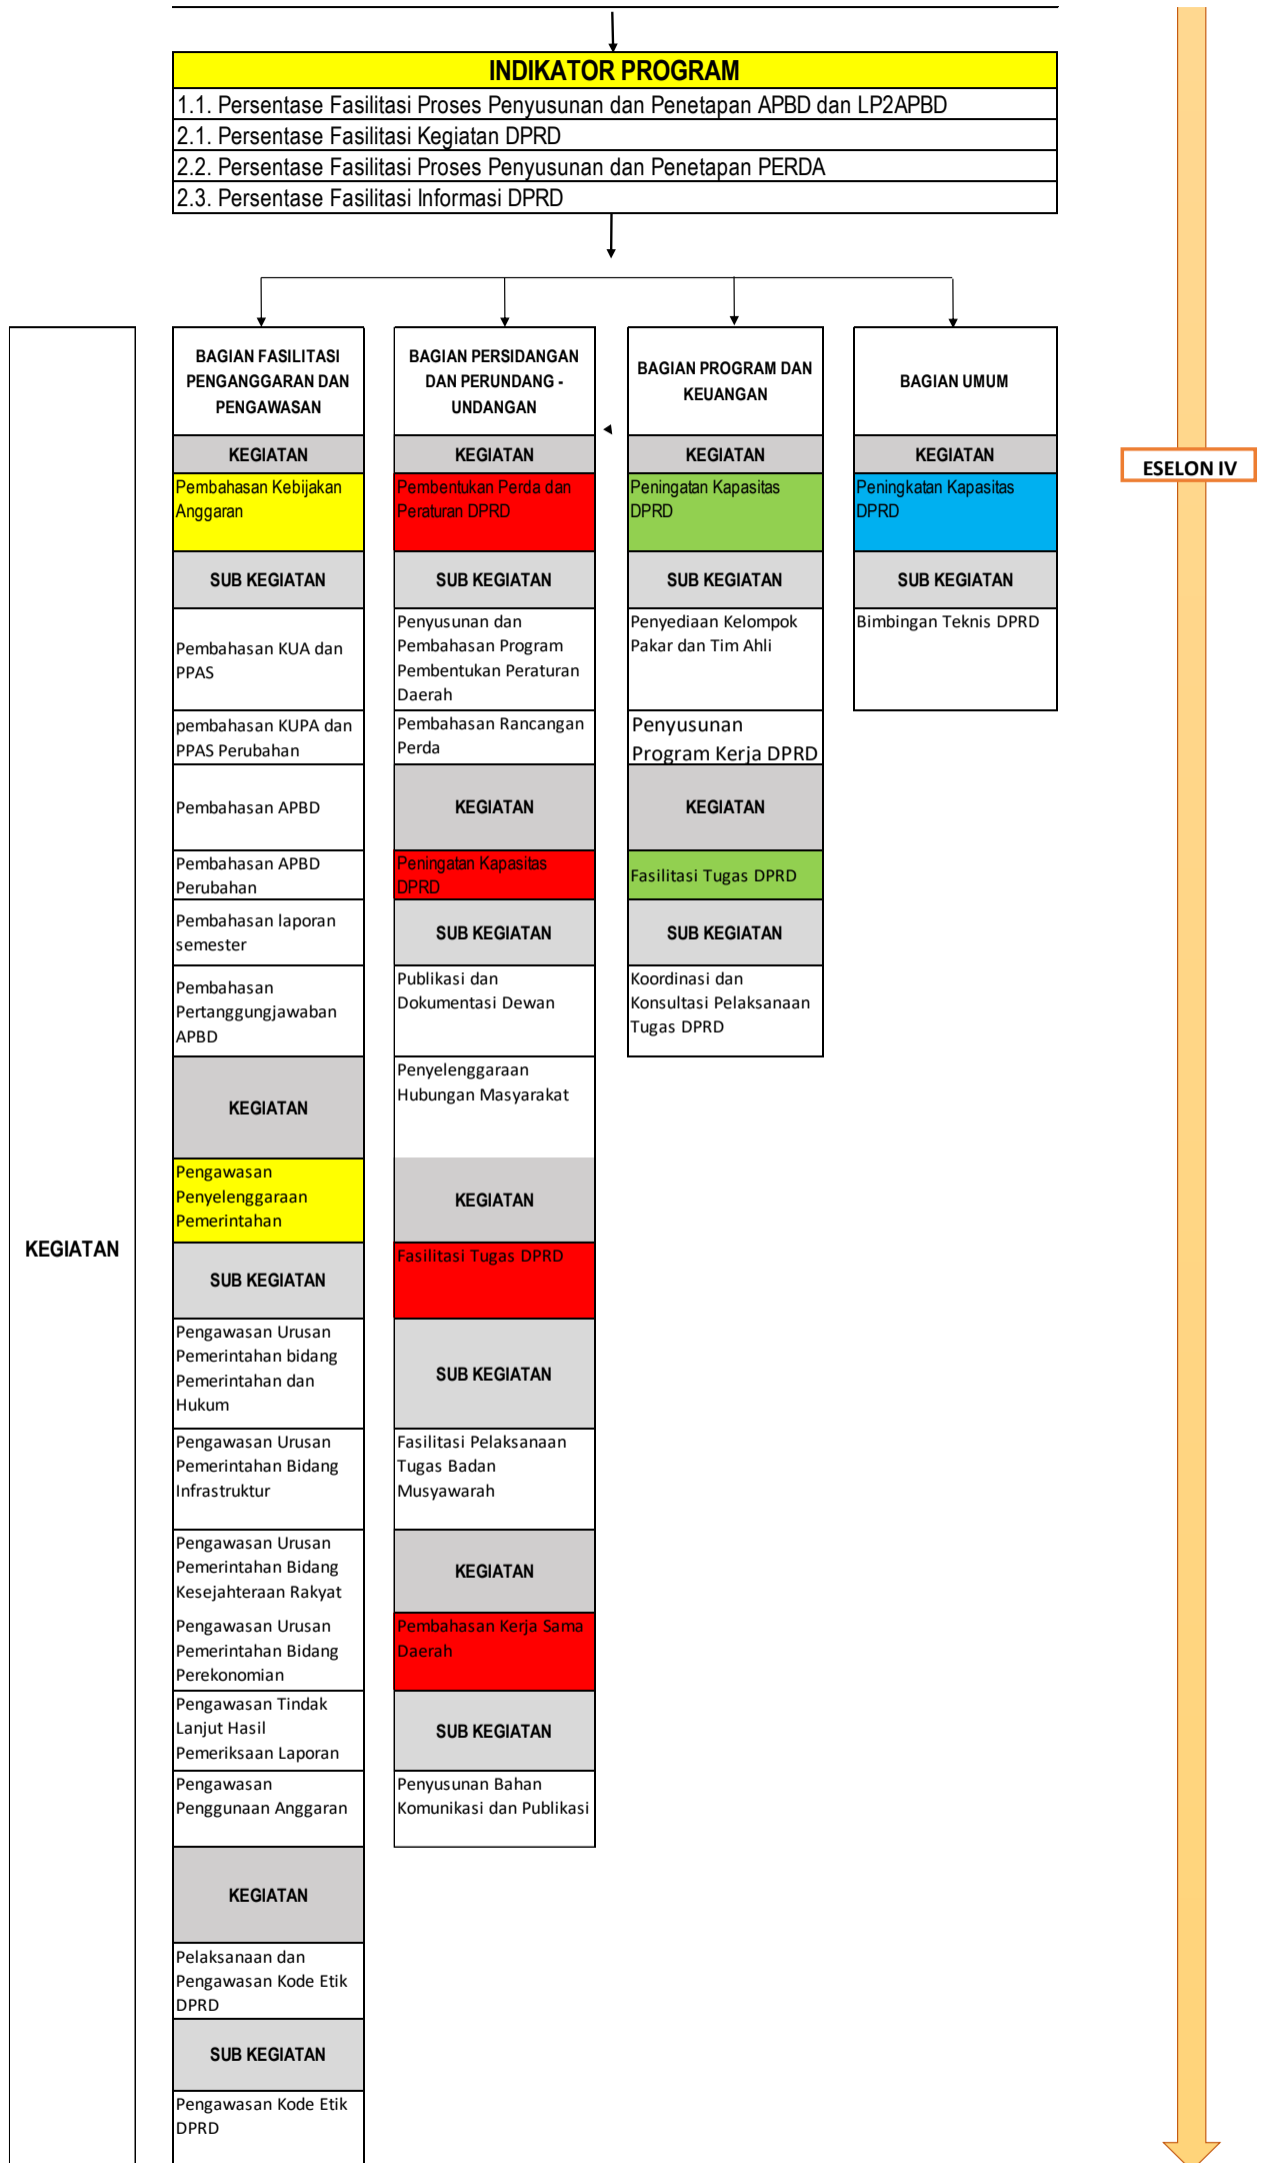 INDIKATOR PROGRAM
1.1. Persentase Fasilitasi Proses Penyusunan dan Penetapan APBD dan LP2APBD
2.1. Persentase Fasilitasi Kegiatan DPRD
2.2. Persentase Fasilitasi Proses Penyusunan dan Penetapan PERDA
2.3. Persentase Fasilitasi Informasi DPRD
KEGIATAN
BAGIAN FASILITASI
PENGANGGARAN DAN
PENGAWASAN
KEGIATAN
Pembahasan Kebijakan
Anggaran
SUB KEGIATAN
Pembahasan KUA dan
PPAS
pembahasan KUPA dan
PPAS Perubahan
Pembahasan APBD
Pembahasan APBD
Perubahan
Pembahasan laporan
semester
Pembahasan
Pertanggungjawaban
APBD
KEGIATAN
Pengawasan
Penyelenggaraan
Pemerintahan
SUB KEGIATAN
Pengawasan Urusan
Pemerintahan bidang
Pemerintahan dan
Hukum
Pengawasan Urusan
Pemerintahan Bidang
Infrastruktur
Pengawasan Urusan
Pemerintahan Bidang
Kesejahteraan Rakyat
Pengawasan Urusan
Pemerintahan Bidang
Perekonomian
Pengawasan Tindak
Lanjut Hasil
Pemeriksaan Laporan
Pengawasan
Penggunaan Anggaran
KEGIATAN
Pelaksanaan dan
Pengawasan Kode Etik
DPRD
SUB KEGIATAN
Pengawasan Kode Etik
DPRD
BAGIAN PERSIDANGAN
DAN PERUNDANG -
UNDANGAN
KEGIATAN
Pembentukan Perda dan
Peraturan DPRD
SUB KEGIATAN
Penyusunan dan
Pembahasan Program
Pembentukan Peraturan
Daerah
Pembahasan Rancangan
Perda
KEGIATAN
Peningatan Kapasitas
DPRD
SUB KEGIATAN
Publikasi dan
Dokumentasi Dewan
Penyelenggaraan
Hubungan Masyarakat
KEGIATAN
Fasilitasi Tugas DPRD
SUB KEGIATAN
Fasilitasi Pelaksanaan
Tugas Badan
Musyawarah
KEGIATAN
Pembahasan Kerja Sama
Daerah
SUB KEGIATAN
Penyusunan Bahan
Komunikasi dan Publikasi
BAGIAN PROGRAM DAN
KEUANGAN
KEGIATAN
Peningatan Kapasitas
DPRD
SUB KEGIATAN
Penyediaan Kelompok
Pakar dan Tim Ahli
Penyusunan
Program Kerja DPRD
KEGIATAN
Fasilitasi Tugas DPRD
SUB KEGIATAN
Koordinasi dan
Konsultasi Pelaksanaan
Tugas DPRD
BAGIAN UMUM
KEGIATAN
Peningkatan Kapasitas
DPRD
SUB KEGIATAN
Bimbingan Teknis DPRD
ESELON IV